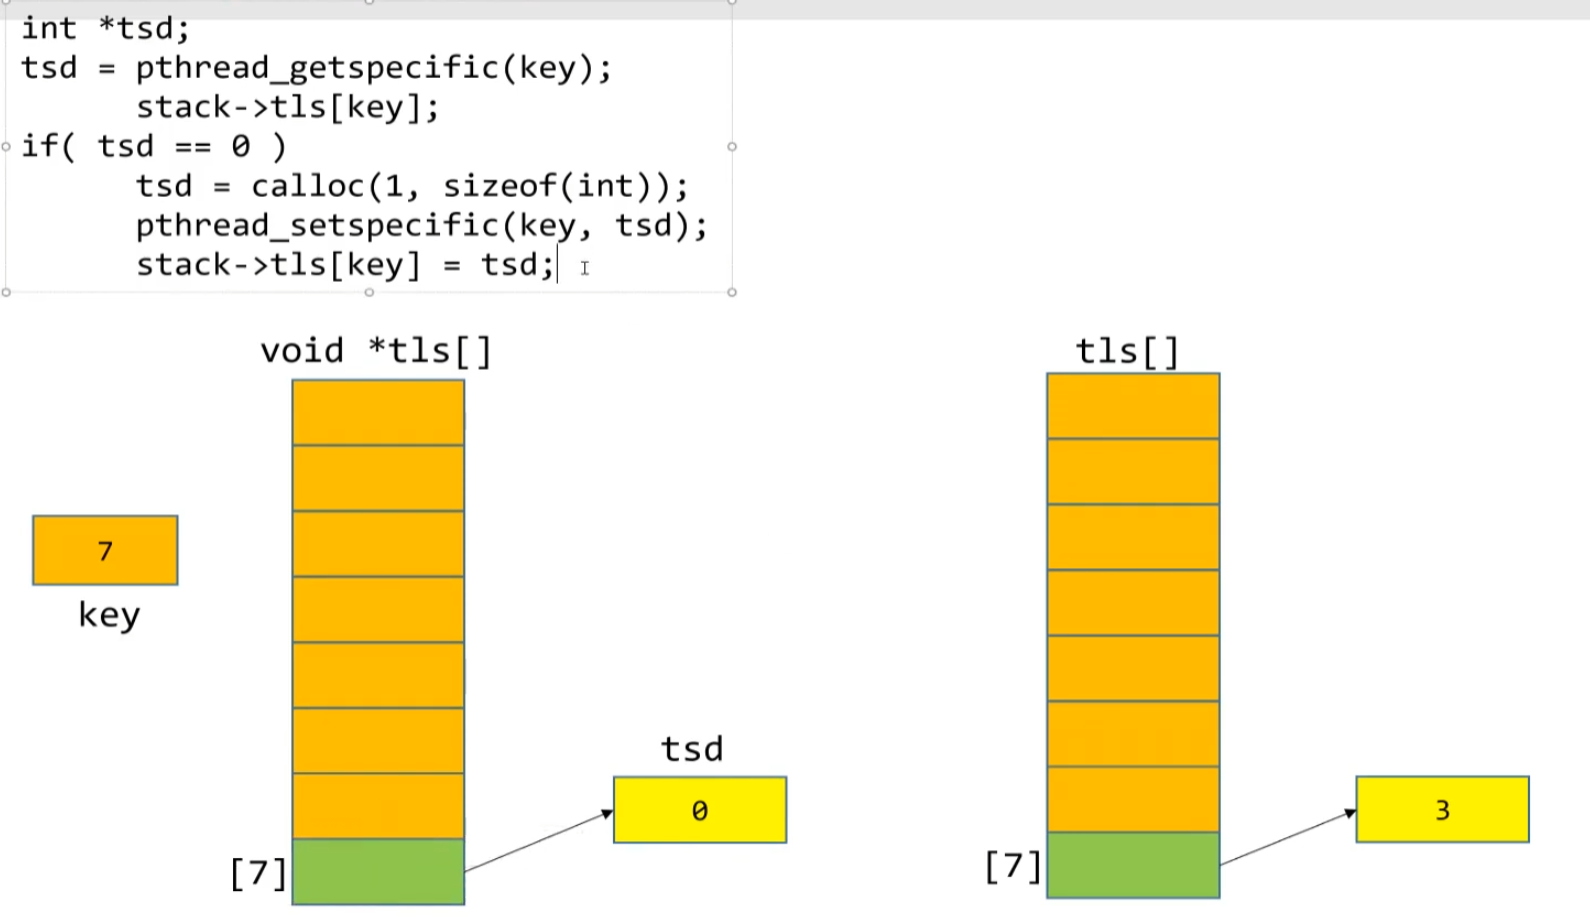 int *tsd;
tsd = pthread_getspecific(key);
stack->tls[key];
if( tsd == 0 )
tsd = calloc(1, sizeof(int));
pthread_setspecific(key, tsd);
stack->tls[key] = tsd;
void *tls[]
tls[]
7
key
tsd
0
3
[7]
[7]